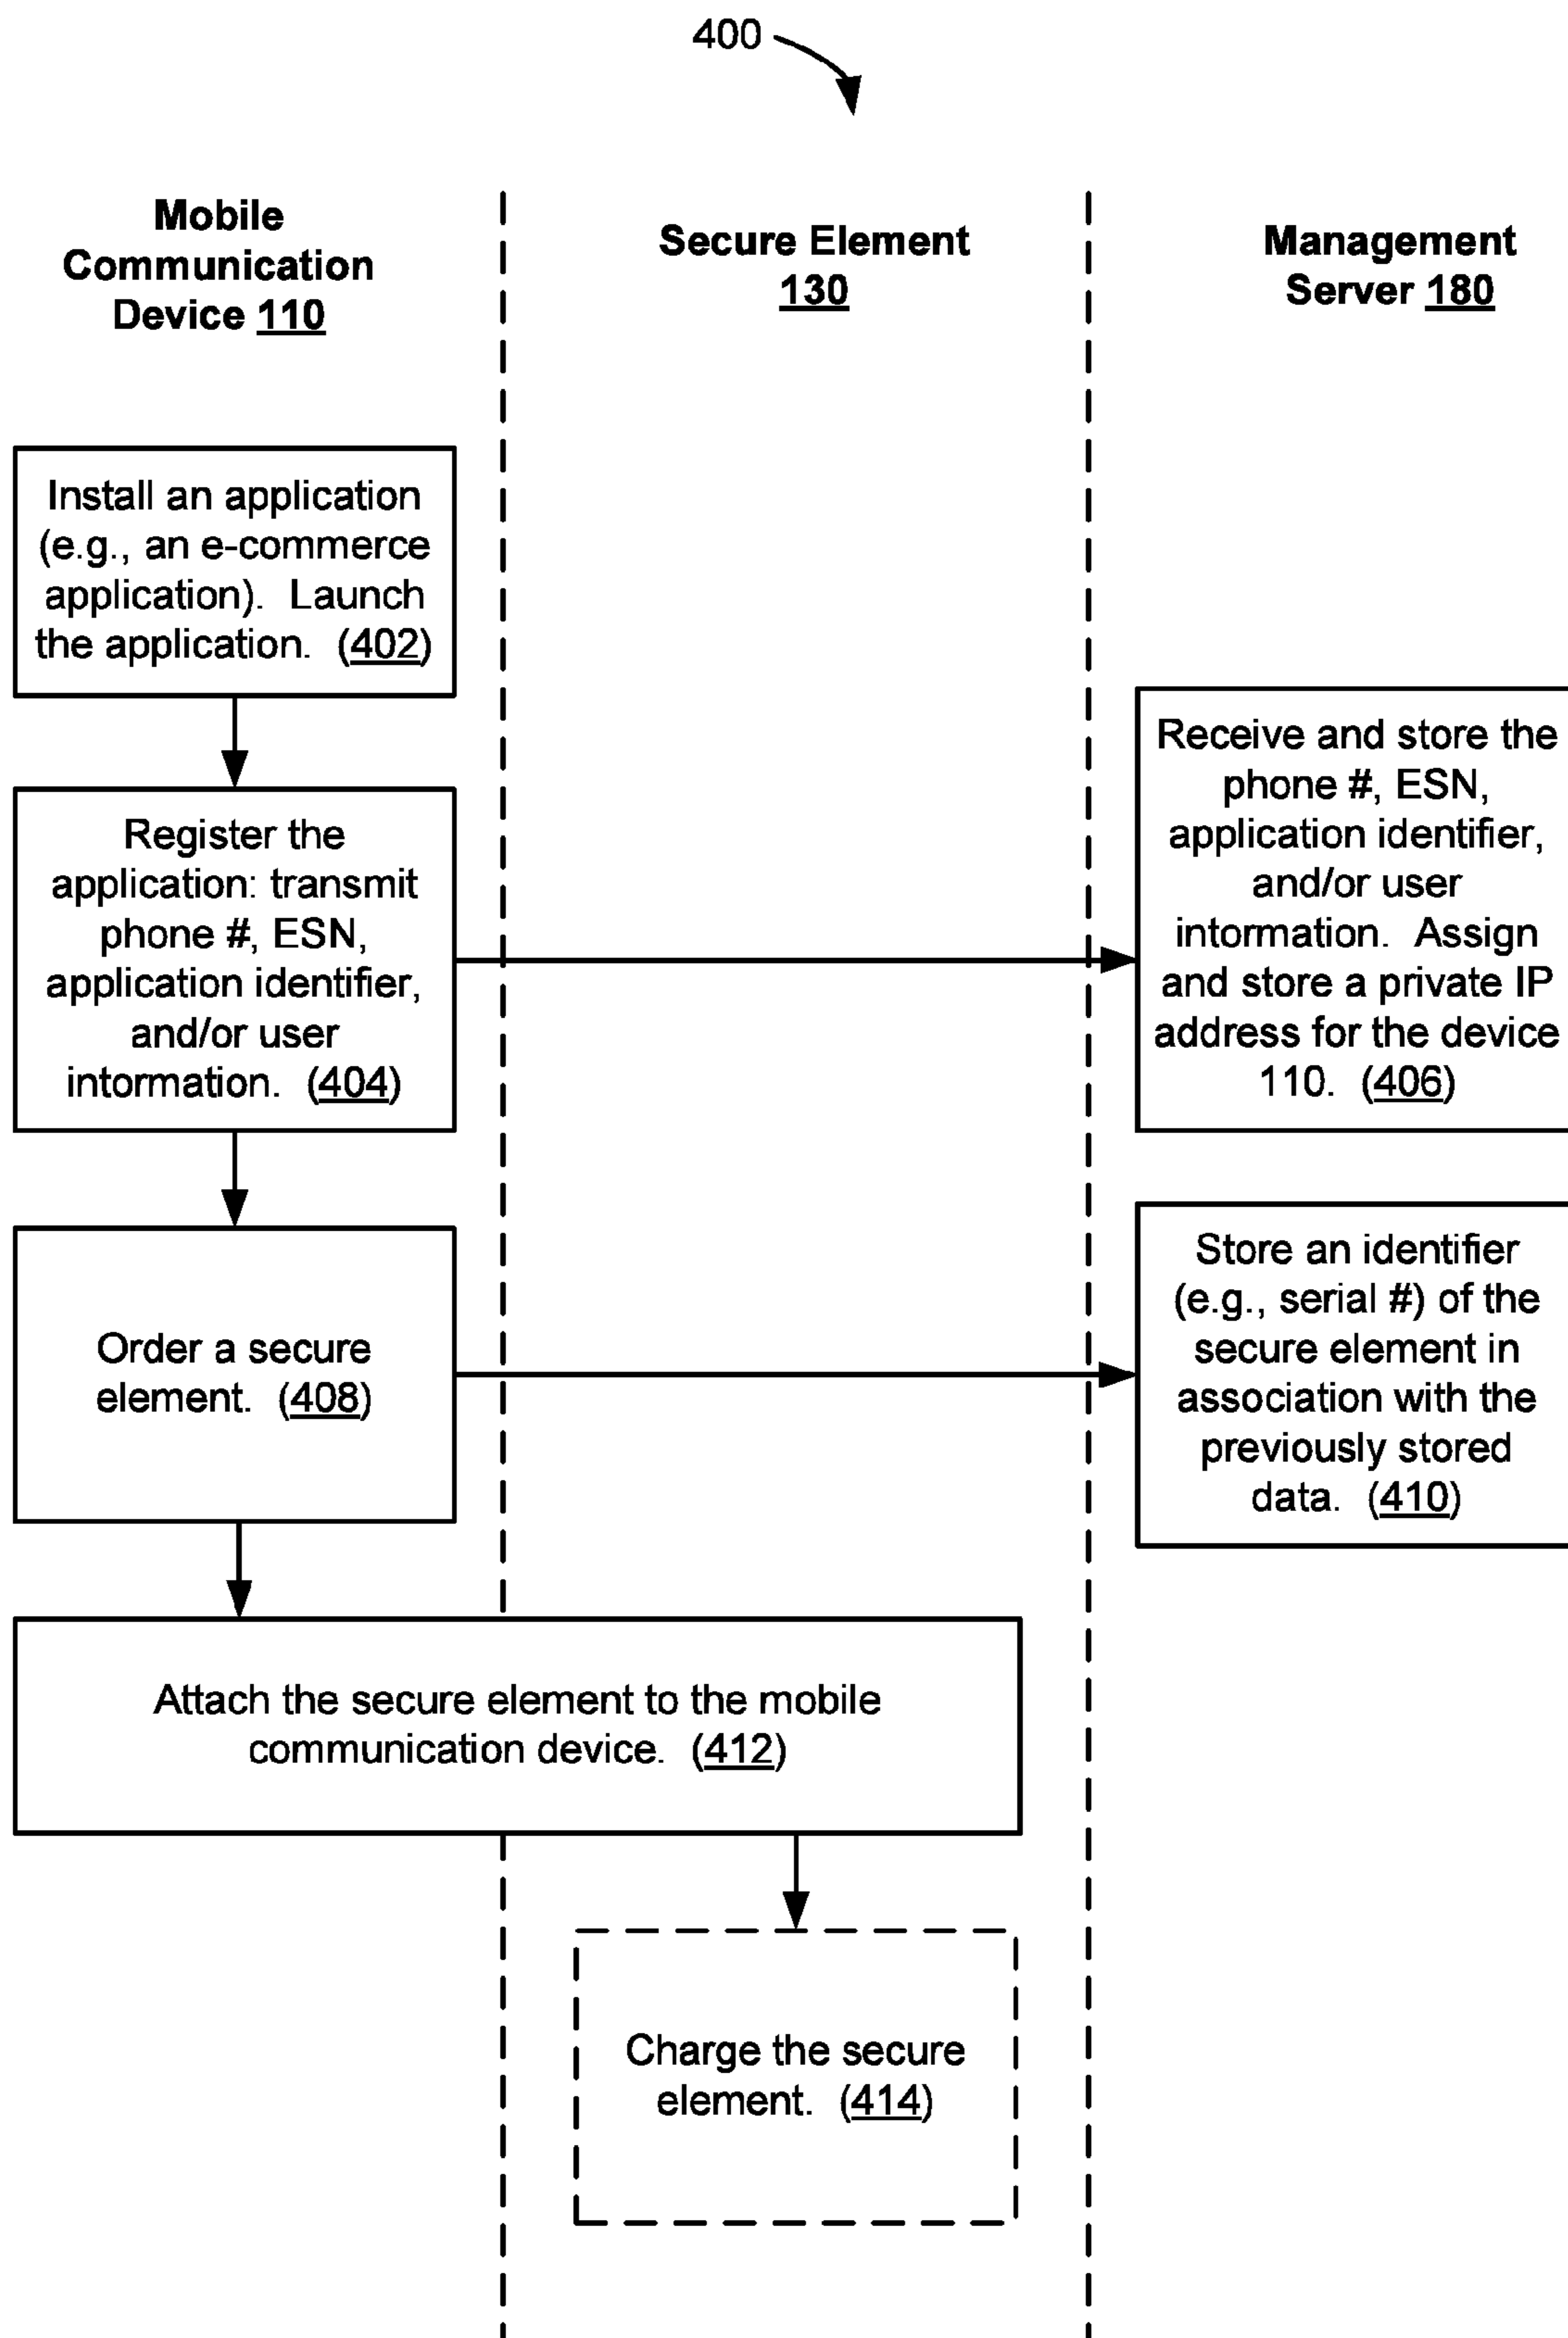 400
Mobile
Communication
Device 110
Secure Element
130
Management
Server 180
Install an application
(e.g., an e-commerce
application). Launch
the application. (402)
Register the
application: transmit
phone #, ESN,
application identifier,
and/or user
intormation. (404)
Receive and store the
phone #, ESN,
application identifier,
and/or user
intormation. Assign
and store a private IP
address for the device
110. (406)
Order a secure
element. (408)
Store an identifier
(e.g., serial #) of the
secure element in
association with the
previously stored
data. (410)
Attach the secure element to the mobile
communication device. (412)
Charge the secure
element. (414)